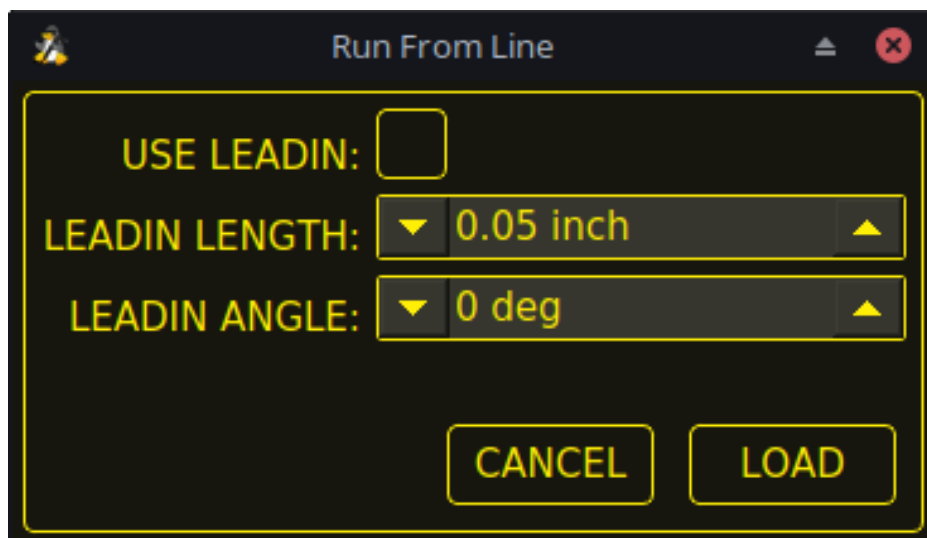 Run From Line
USE LEADIN:
LEADIN LENGTH: 0.05 inch
LEADIN ANGLE: 0 deg
CANCEL LOAD